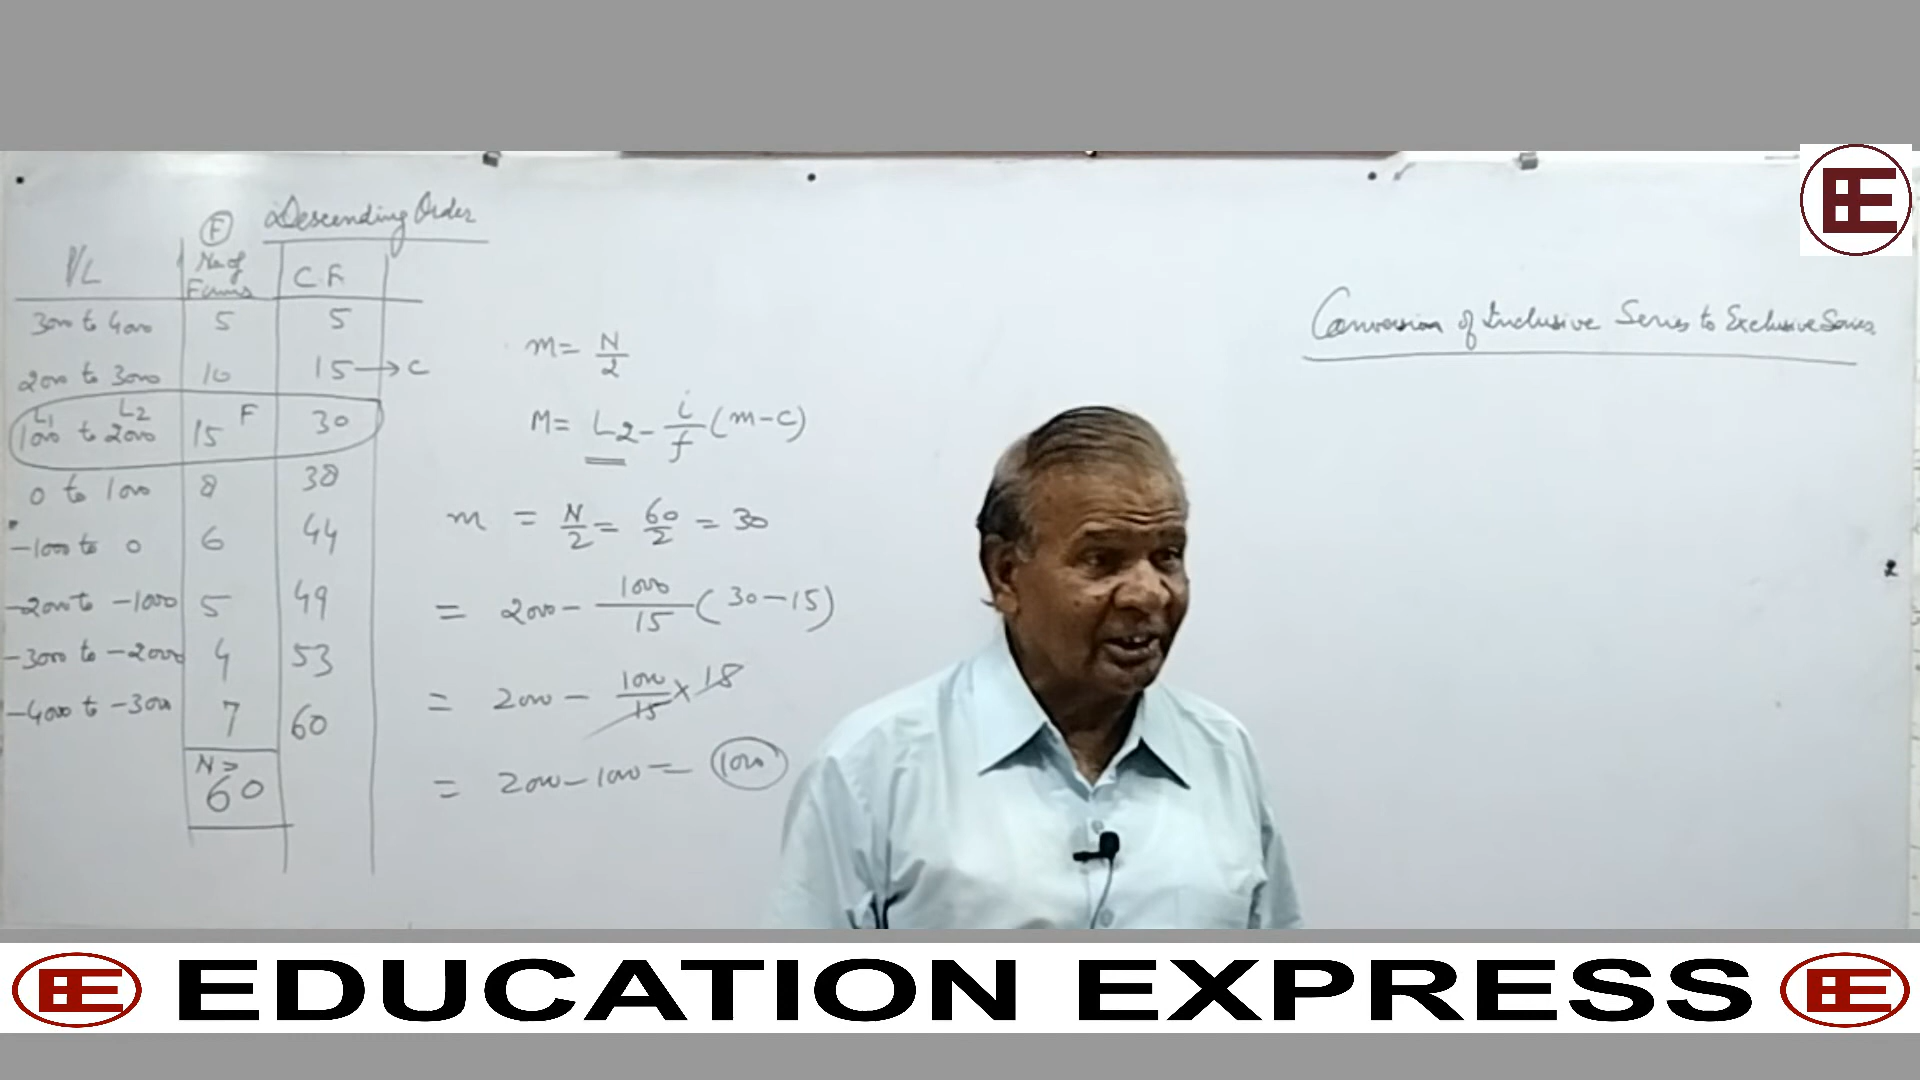 Descending Order
F
P/L No of Firms C.F
3000 to 4000 5 5
2000 to 3000 10 15 → C
L1 L2 F
1000 to 2000 15 30
0 to 1000 8 38
-1000 to 0 6 44
-2000 to -1000 5 49
-3000 to -2000 4 53
-4000 to -3000 7 60
N =
60
m = N/2
M = L2 - i/f (m-c)
m = N/2 = 60/2 = 30
= 2000 - 1000/15 (30-15)
= 2000 - 1000/15 × 15
= 2000 - 1000 = 1000
Conversion of Inclusive Series to Exclusive Series
EE
EE EDUCATION EXPRESS EE